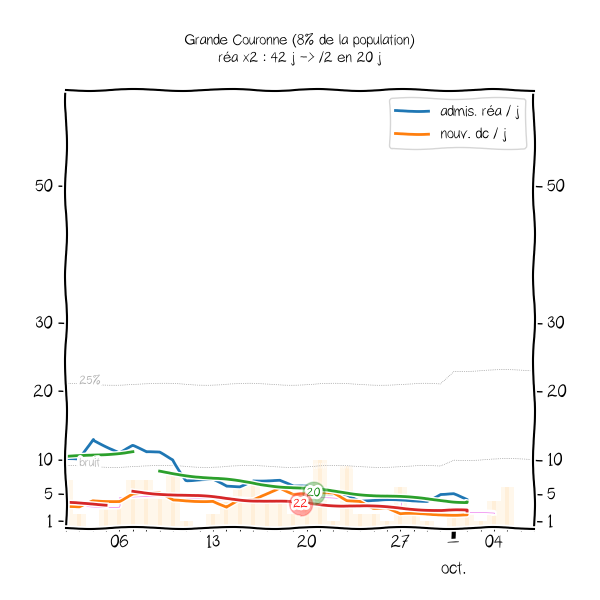 Grande Couronne (8% de la population)
réa x2 : 42 j -> /2 en 20 j
admis. réa / j
nouv. dc / j
50 50
30 30
25%
20 20
10 bruit 10
5 20 5
22
1 1
06 13 20 27 1 04
oct.